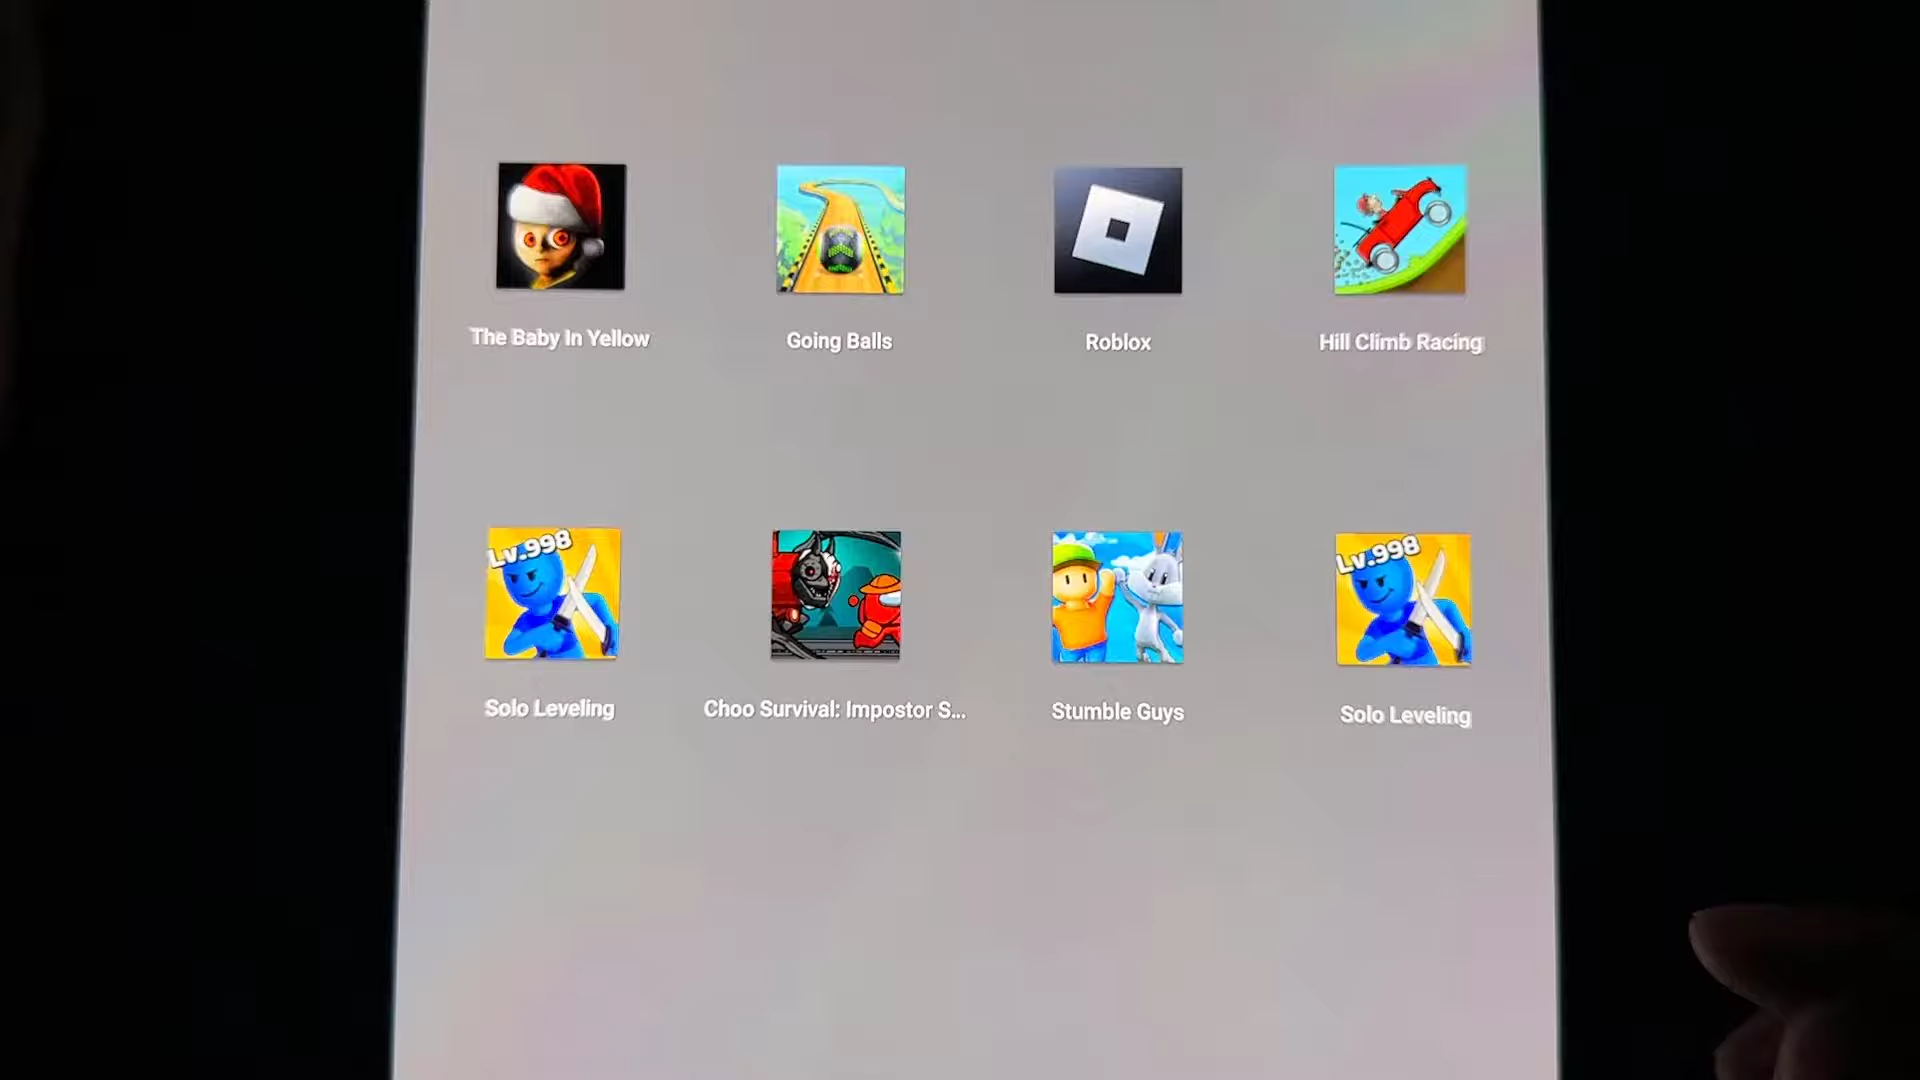 The Baby In Yellow
Going Balls
Roblox
Hill Climb Racing
Lv.998
Lv.998
Solo Leveling
Choo Survival: Impostor S...
Stumble Guys
Solo Leveling